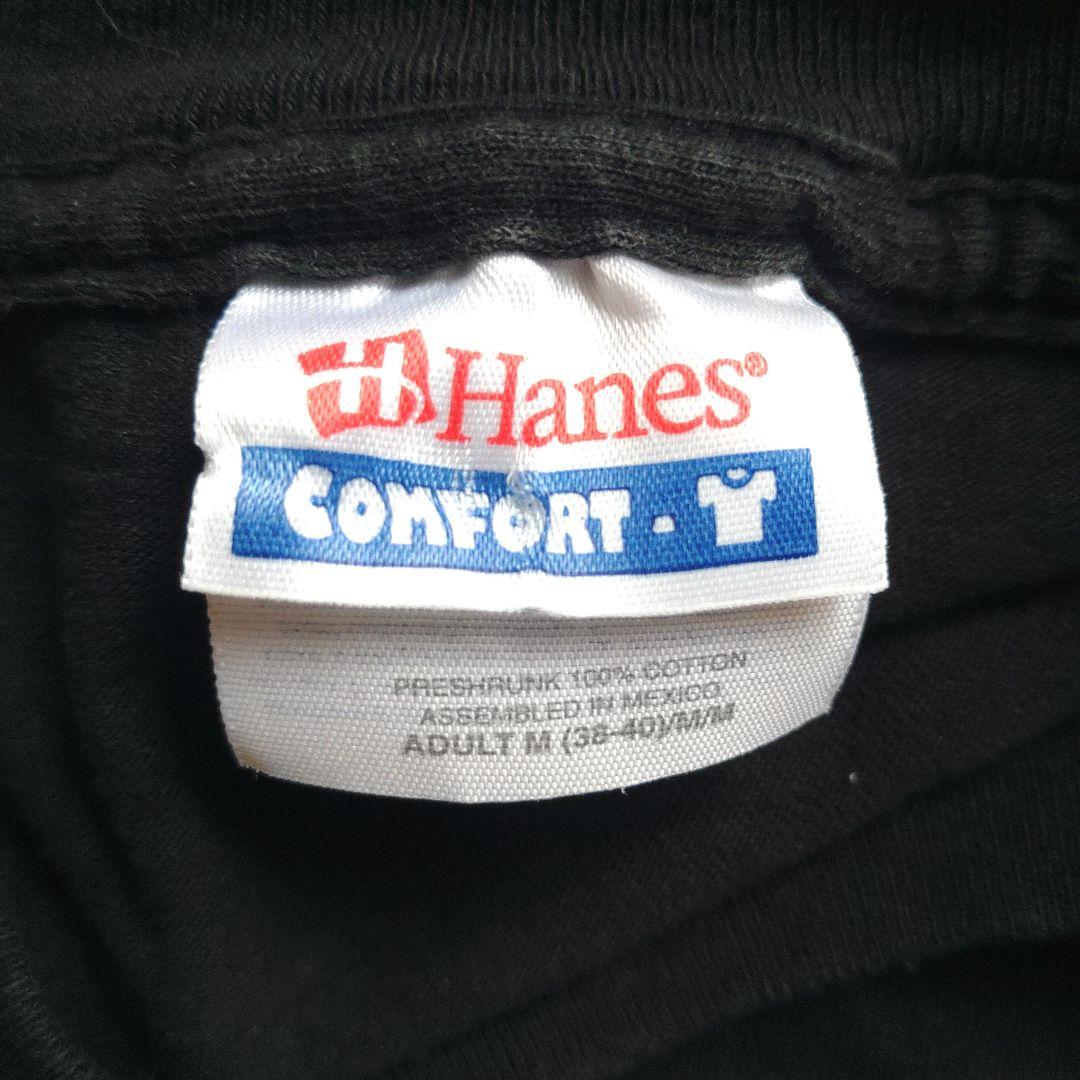 H Hanes®
COMFORT-T
PRESHRUNK 100% COTTON
ASSEMBLED IN MEXICO
ADULT M (38-40)/M/M